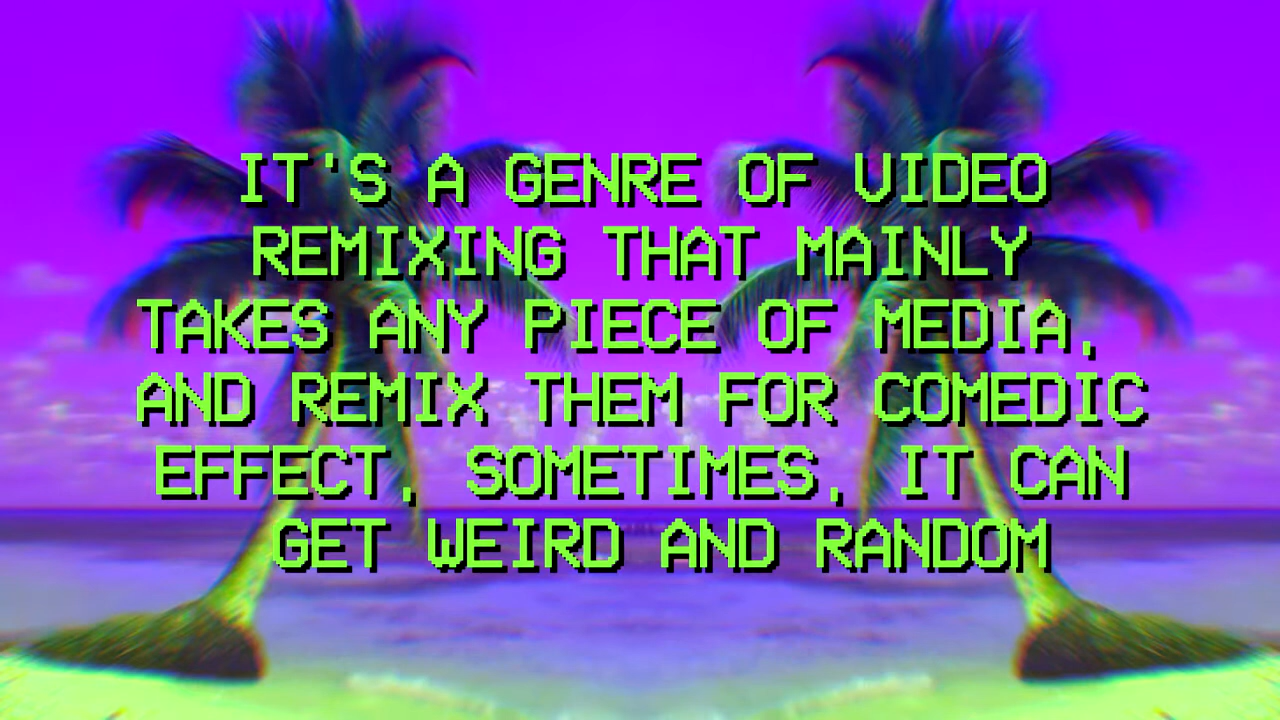 IT'S A GENRE OF VIDEO
REMIXING THAT MAINLY
TAKES ANY PIECE OF MEDIA,
AND REMIX THEM FOR COMEDIC
EFFECT, SOMETIMES, IT CAN
GET WEIRD AND RANDOM